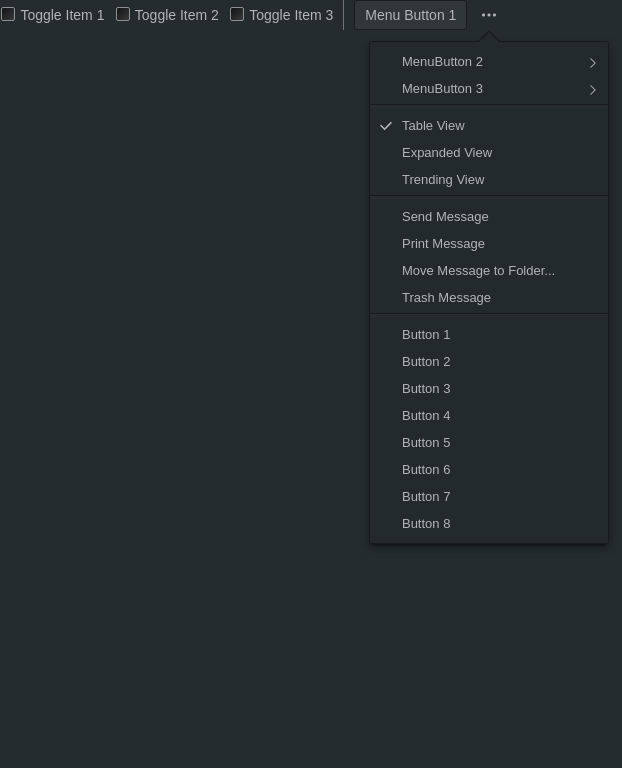 Toggle Item 1 Toggle Item 2 Toggle Item 3 Menu Button 1
MenuButton 2
MenuButton 3
Table View
Expanded View
Trending View
Send Message
Print Message
Move Message to Folder...
Trash Message
Button 1
Button 2
Button 3
Button 4
Button 5
Button 6
Button 7
Button 8